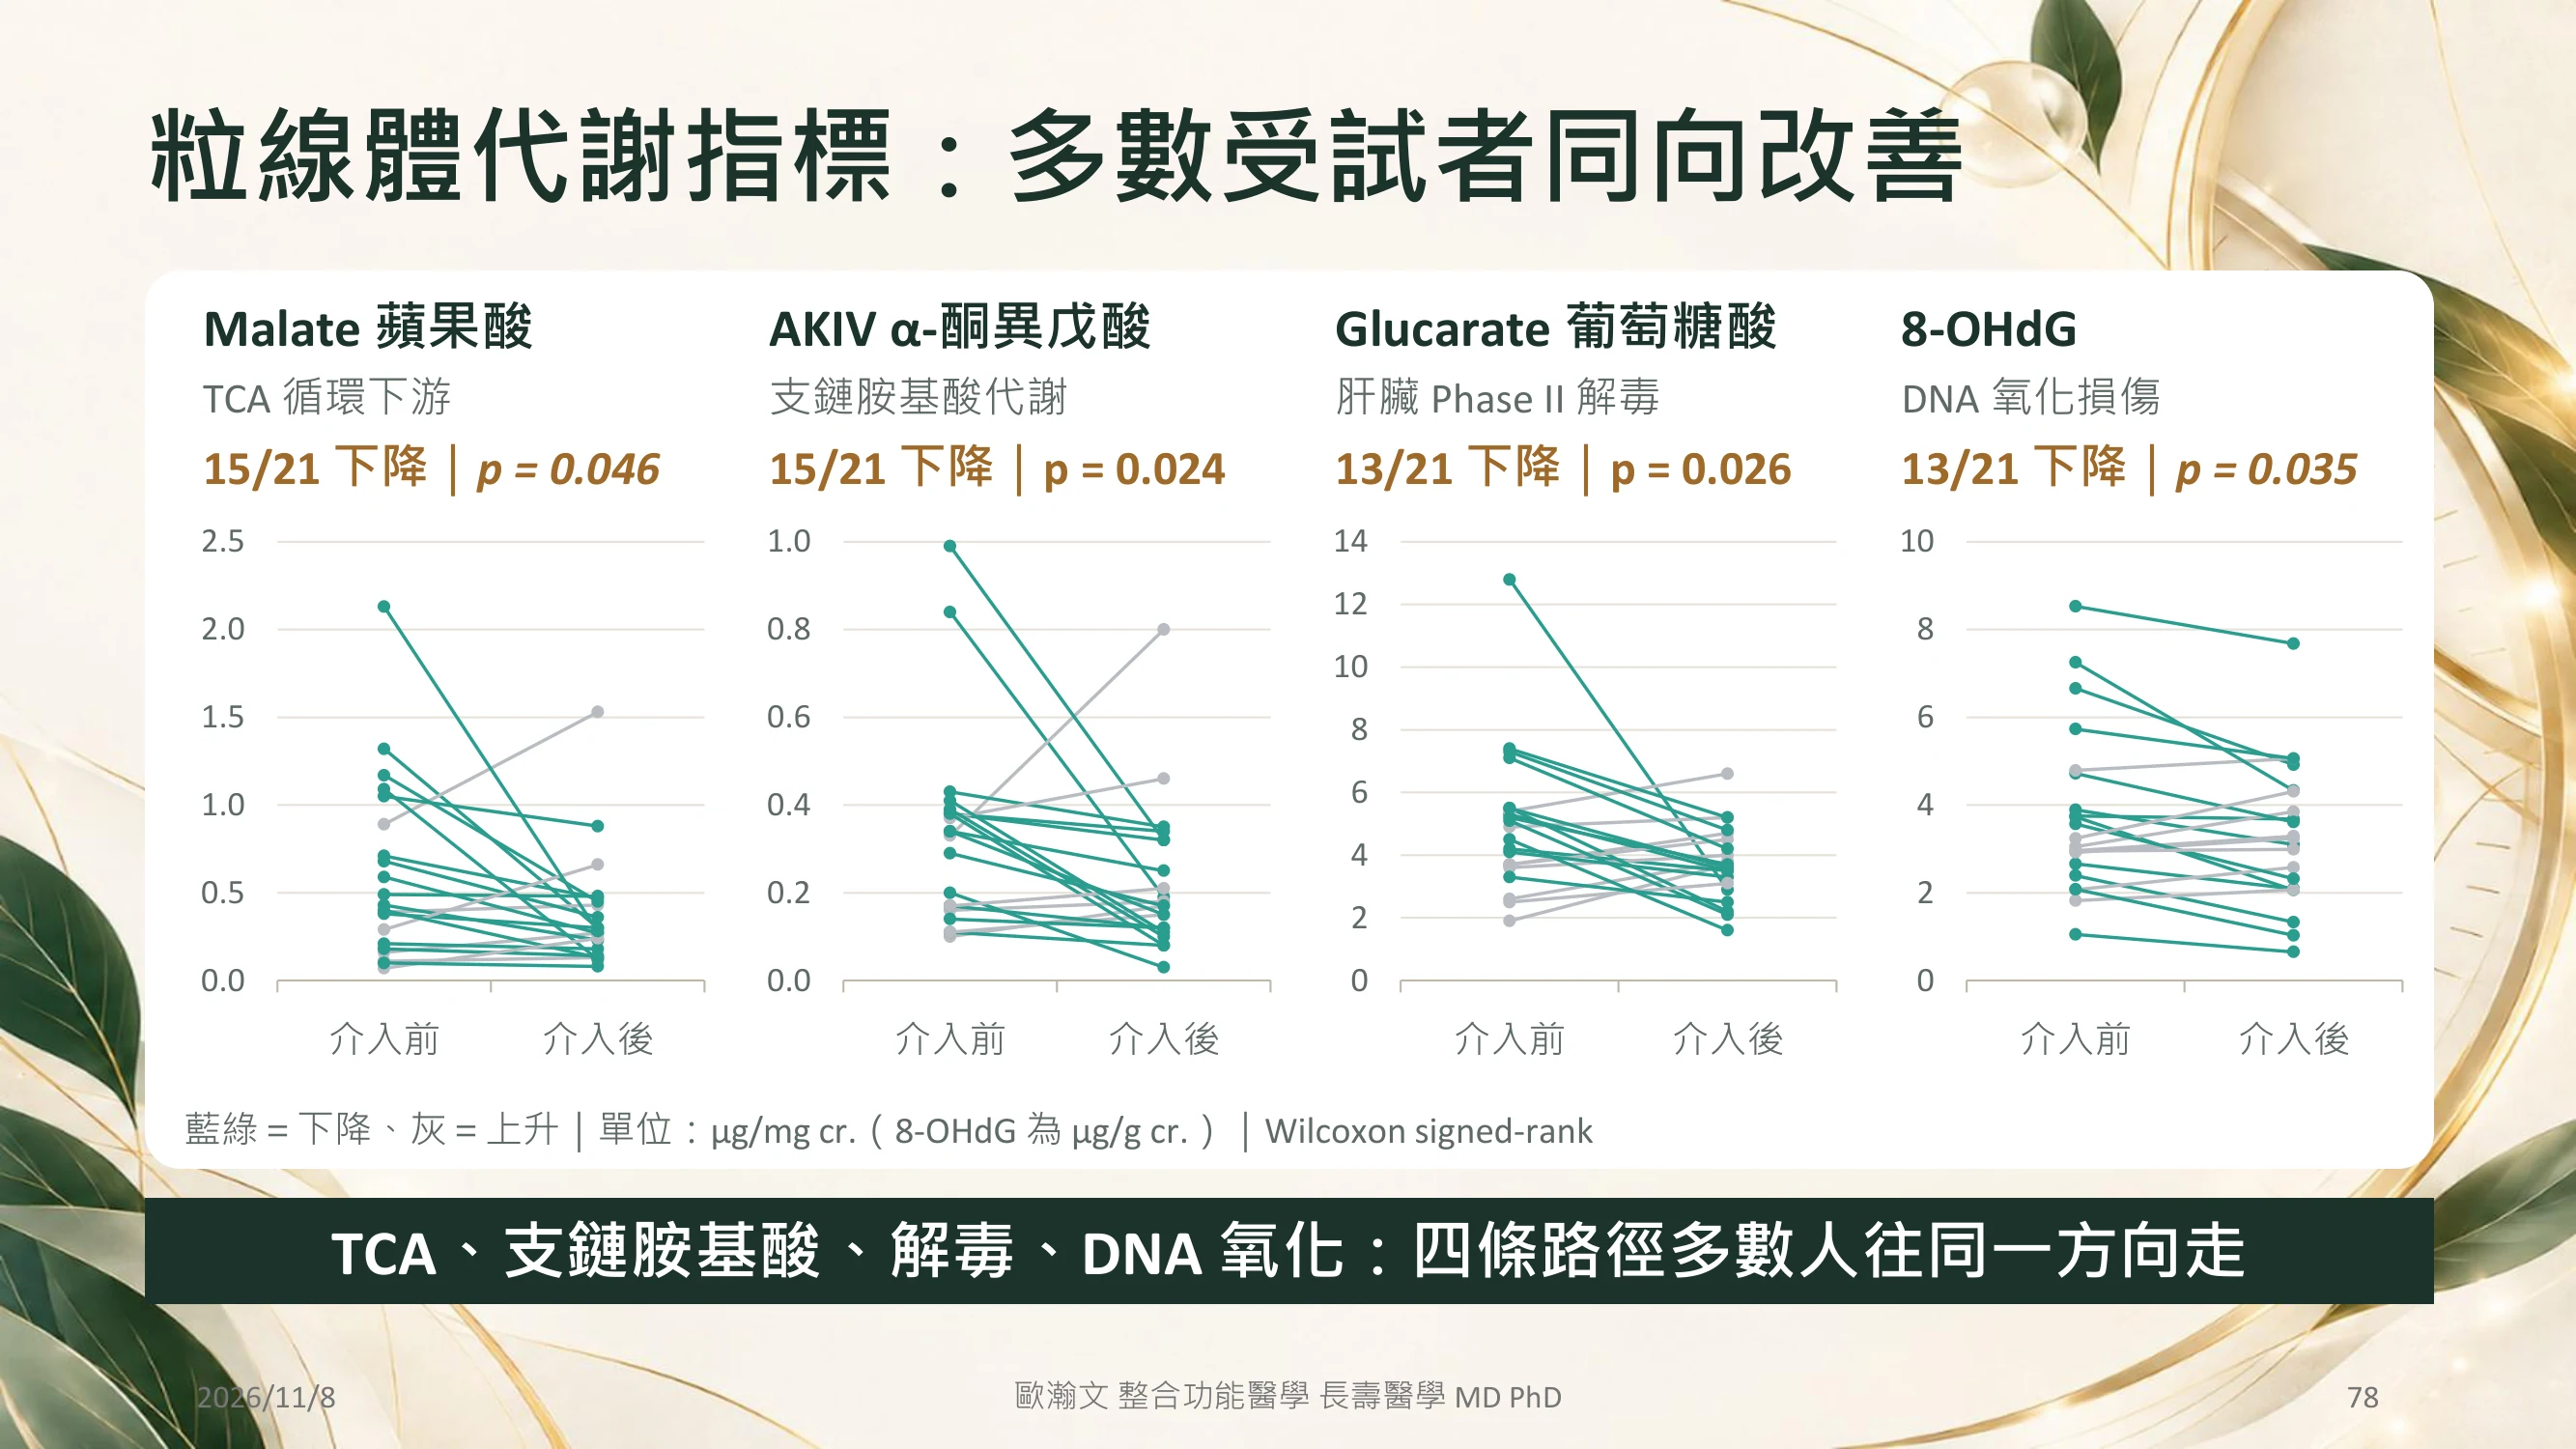 粒線體代謝指標：多數受試者同向改善
Malate 蘋果酸
TCA 循環下游
15/21 下降｜p = 0.046
2.5
2.0
1.5
1.0
0.5
0.0
介入前 介入後
AKIV α-酮異戊酸
支鏈胺基酸代謝
15/21 下降｜p = 0.024
1.0
0.8
0.6
0.4
0.2
0.0
介入前 介入後
Glucarate 葡萄糖酸
肝臟 Phase II 解毒
13/21 下降｜p = 0.026
14
12
10
8
6
4
2
0
介入前 介入後
8-OHdG
DNA 氧化損傷
13/21 下降｜p = 0.035
10
8
6
4
2
0
介入前 介入後
藍綠 = 下降、灰 = 上升｜單位：μg/mg cr.（8-OHdG 為 μg/g cr.）｜Wilcoxon signed-rank
TCA、支鏈胺基酸、解毒、DNA 氧化：四條路徑多數人往同一方向走
2026/11/8
歐瀚文 整合功能醫學 長壽醫學 MD PhD
78